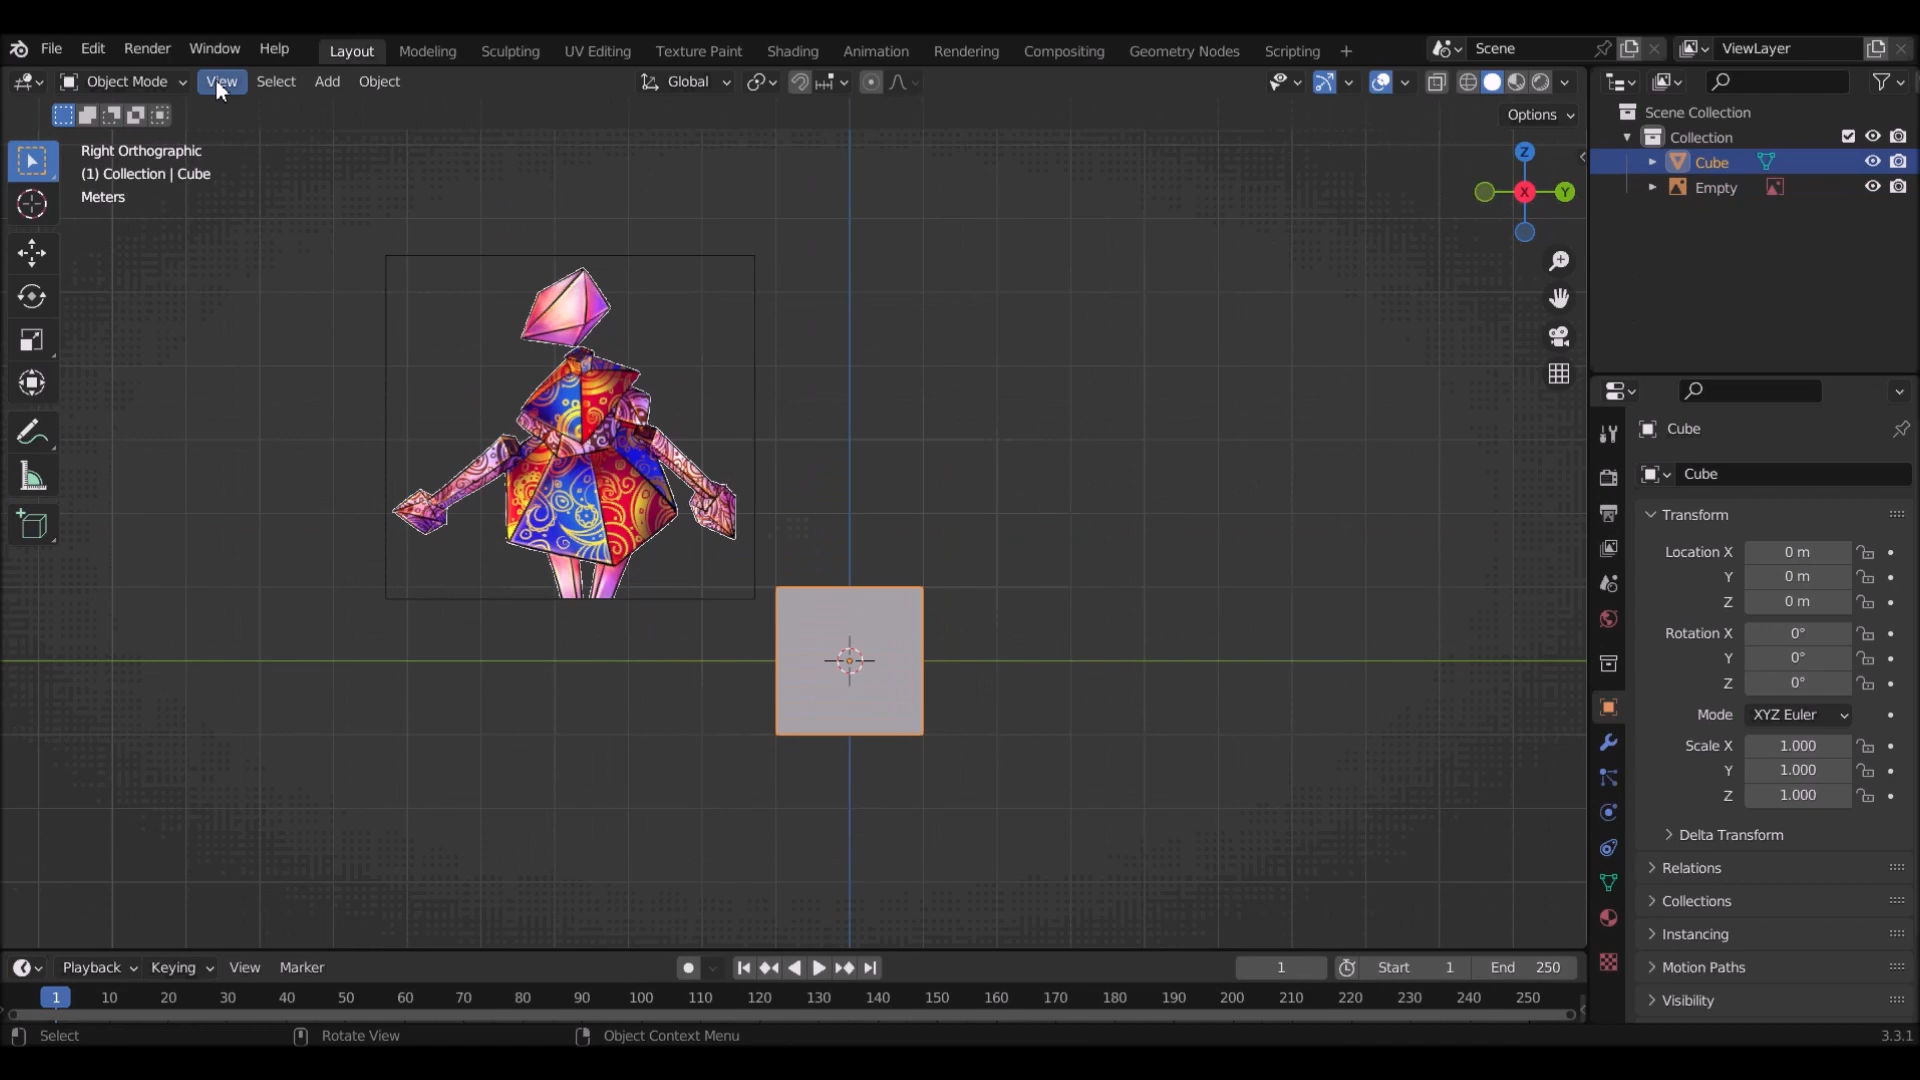 File Edit Render Window Help Layout Modeling Sculpting UV Editing Texture Paint Shading Animation Rendering Compositing Geometry Nodes Scripting + Scene ViewLayer
Object Mode View Select Add Object Global
Options
Right Orthographic
(1) Collection | Cube
Meters
Z
X
Y
Scene Collection
Collection
Cube
Empty
Cube
Cube
Transform
Location X 0 m
Y 0 m
Z 0 m
Rotation X 0°
Y 0°
Z 0°
Mode XYZ Euler
Scale X 1.000
Y 1.000
Z 1.000
Delta Transform
Relations
Collections
Instancing
Motion Paths
Visibility
Playback Keying View Marker 1 Start 1 End 250
1 10 20 30 40 50 60 70 80 90 100 110 120 130 140 150 160 170 180 190 200 210 220 230 240 250
Select Rotate View Object Context Menu 3.3.1